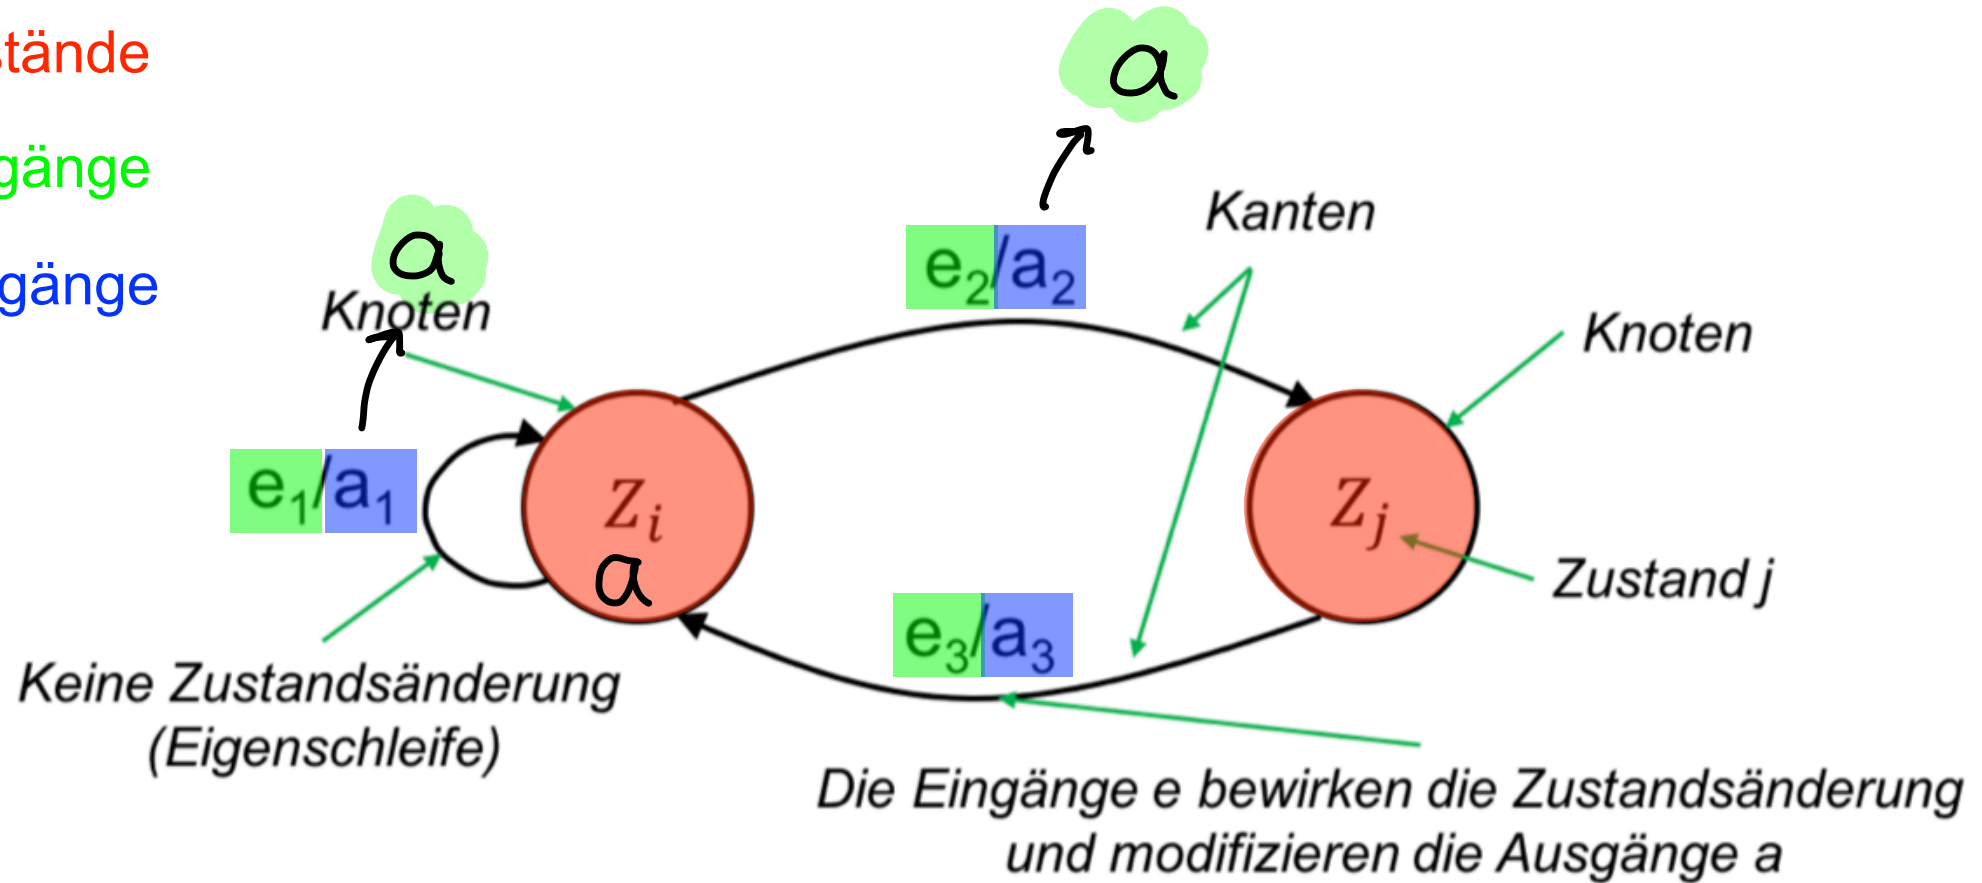 stände
a
gänge
a
gänge
Knoten
e₂/a₂
Kanten
Knoten
e₁/a₁
Zᵢ
a
Zⱼ
Zustand j
e₃/a₃
Keine Zustandsänderung
(Eigenschleife)
Die Eingänge e bewirken die Zustandsänderung
und modifizieren die Ausgänge a